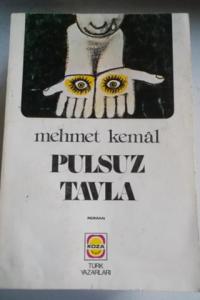 mehmet kemâl
PULSUZ
TAVLA
ROMAN
KOZA
TÜRK
YAZARLARI